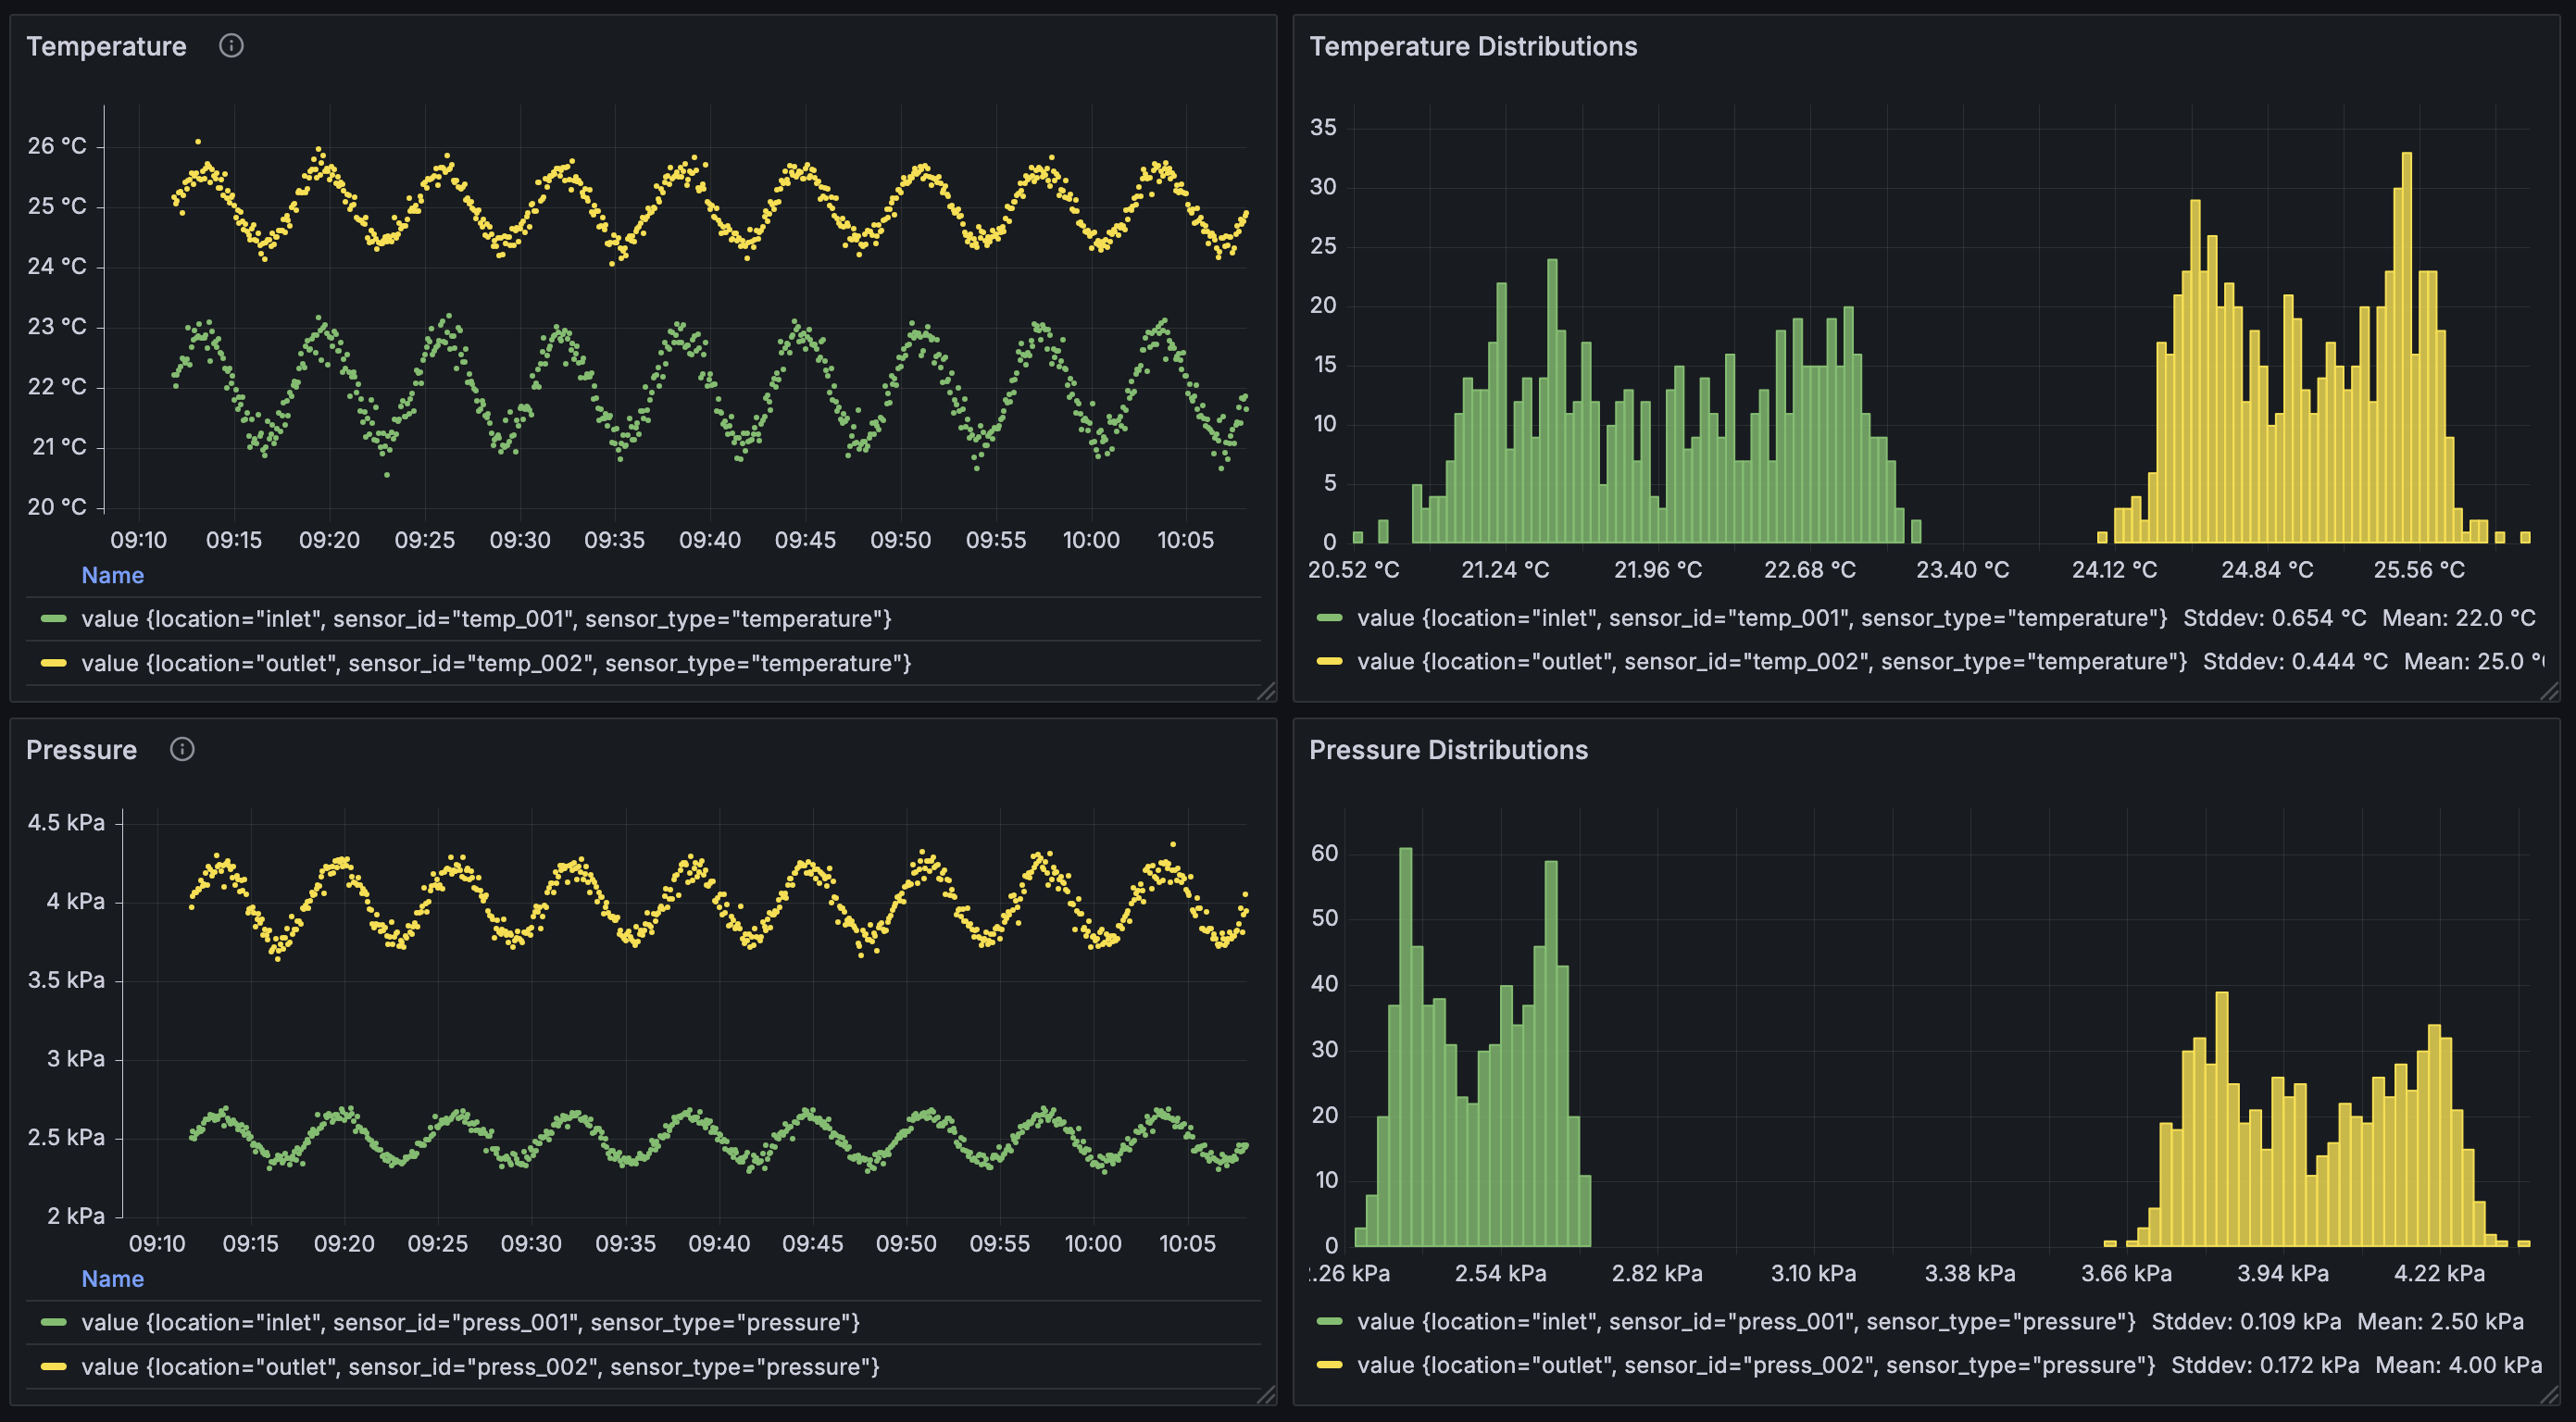 Temperature
26 °C
25 °C
24 °C
23 °C
22 °C
21 °C
20 °C
09:10 09:15 09:20 09:25 09:30 09:35 09:40 09:45 09:50 09:55 10:00 10:05
Name
value {location="inlet", sensor_id="temp_001", sensor_type="temperature"}
value {location="outlet", sensor_id="temp_002", sensor_type="temperature"}
Temperature Distributions
35
30
25
20
15
10
5
0
20.52 °C 21.24 °C 21.96 °C 22.68 °C 23.40 °C 24.12 °C 24.84 °C 25.56 °C
value {location="inlet", sensor_id="temp_001", sensor_type="temperature"} Stddev: 0.654 °C Mean: 22.0 °C
value {location="outlet", sensor_id="temp_002", sensor_type="temperature"} Stddev: 0.444 °C Mean: 25.0 °
Pressure
4.5 kPa
4 kPa
3.5 kPa
3 kPa
2.5 kPa
2 kPa
09:10 09:15 09:20 09:25 09:30 09:35 09:40 09:45 09:50 09:55 10:00 10:05
Name
value {location="inlet", sensor_id="press_001", sensor_type="pressure"}
value {location="outlet", sensor_id="press_002", sensor_type="pressure"}
Pressure Distributions
60
50
40
30
20
10
0
.26 kPa 2.54 kPa 2.82 kPa 3.10 kPa 3.38 kPa 3.66 kPa 3.94 kPa 4.22 kPa
value {location="inlet", sensor_id="press_001", sensor_type="pressure"} Stddev: 0.109 kPa Mean: 2.50 kPa
value {location="outlet", sensor_id="press_002", sensor_type="pressure"} Stddev: 0.172 kPa Mean: 4.00 kPa